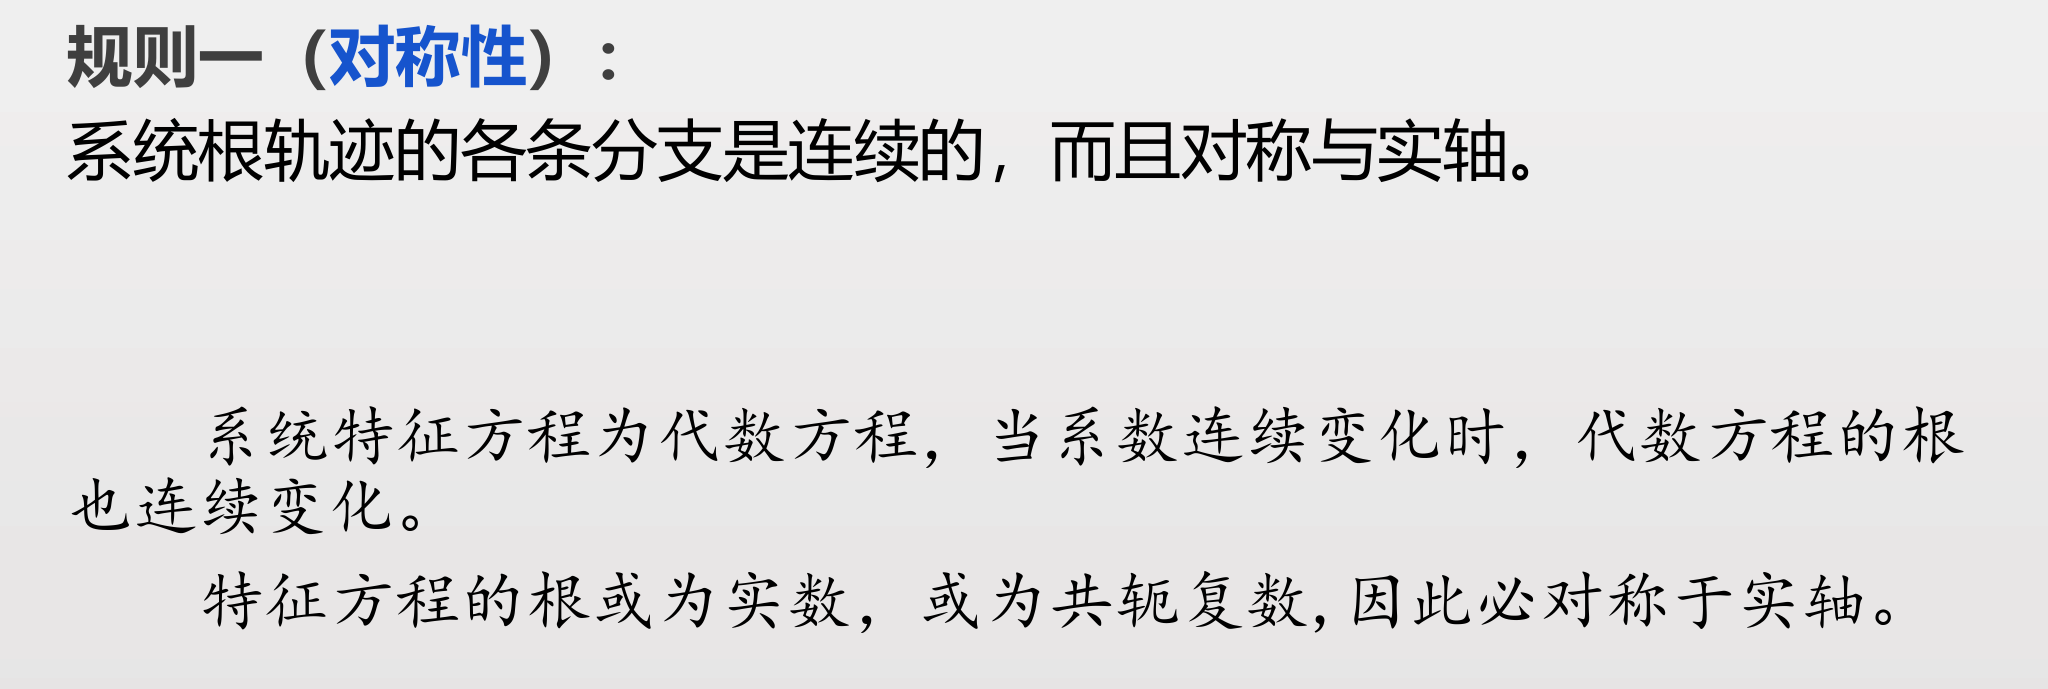 规则一（对称性）：
系统根轨迹的各条分支是连续的，而且对称与实轴。
系统特征方程为代数方程，当系数连续变化时，代数方程的根
也连续变化。
特征方程的根或为实数，或为共轭复数,因此必对称于实轴。